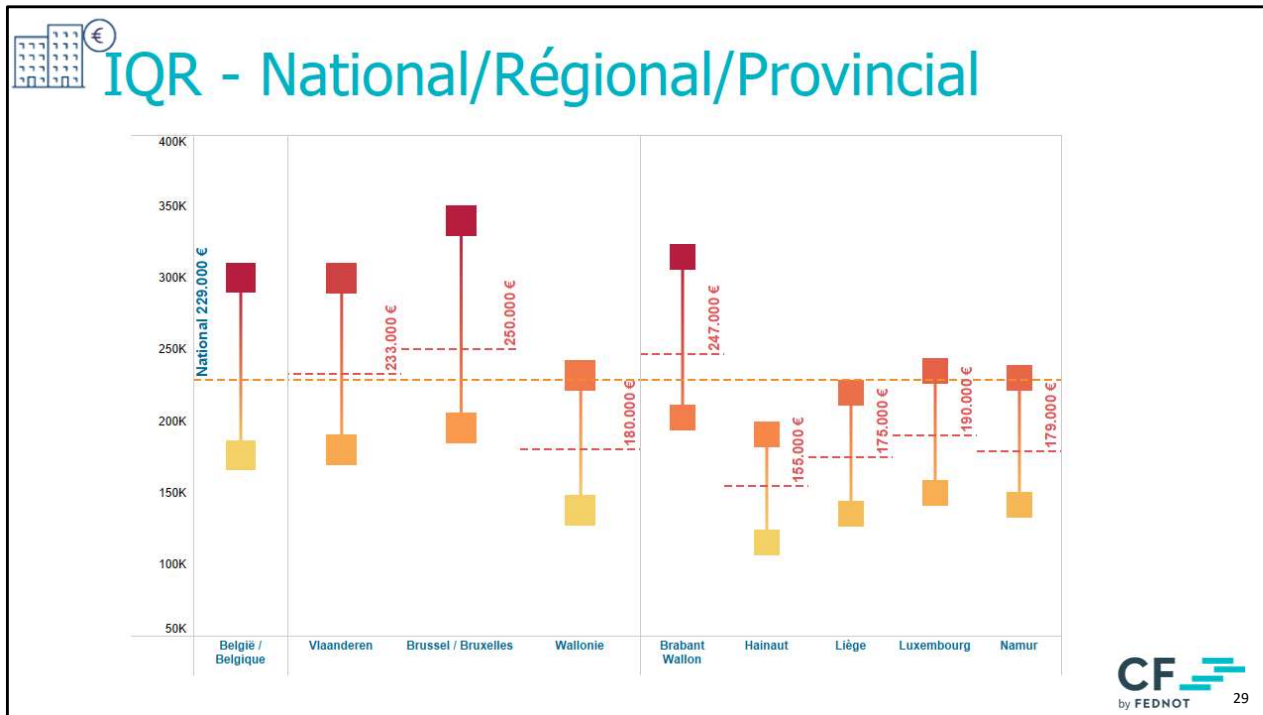 €
IQR - National/Régional/Provincial
400K
350K
300K
250K
200K
150K
100K
50K
National 229.000 €
233.000 €
250.000 €
180.000 €
247.000 €
155.000 €
175.000 €
190.000 €
179.000 €
België /
Belgique
Vlaanderen
Brussel / Bruxelles
Wallonie
Brabant
Wallon
Hainaut
Liège
Luxembourg
Namur
CF
by FEDNOT
29